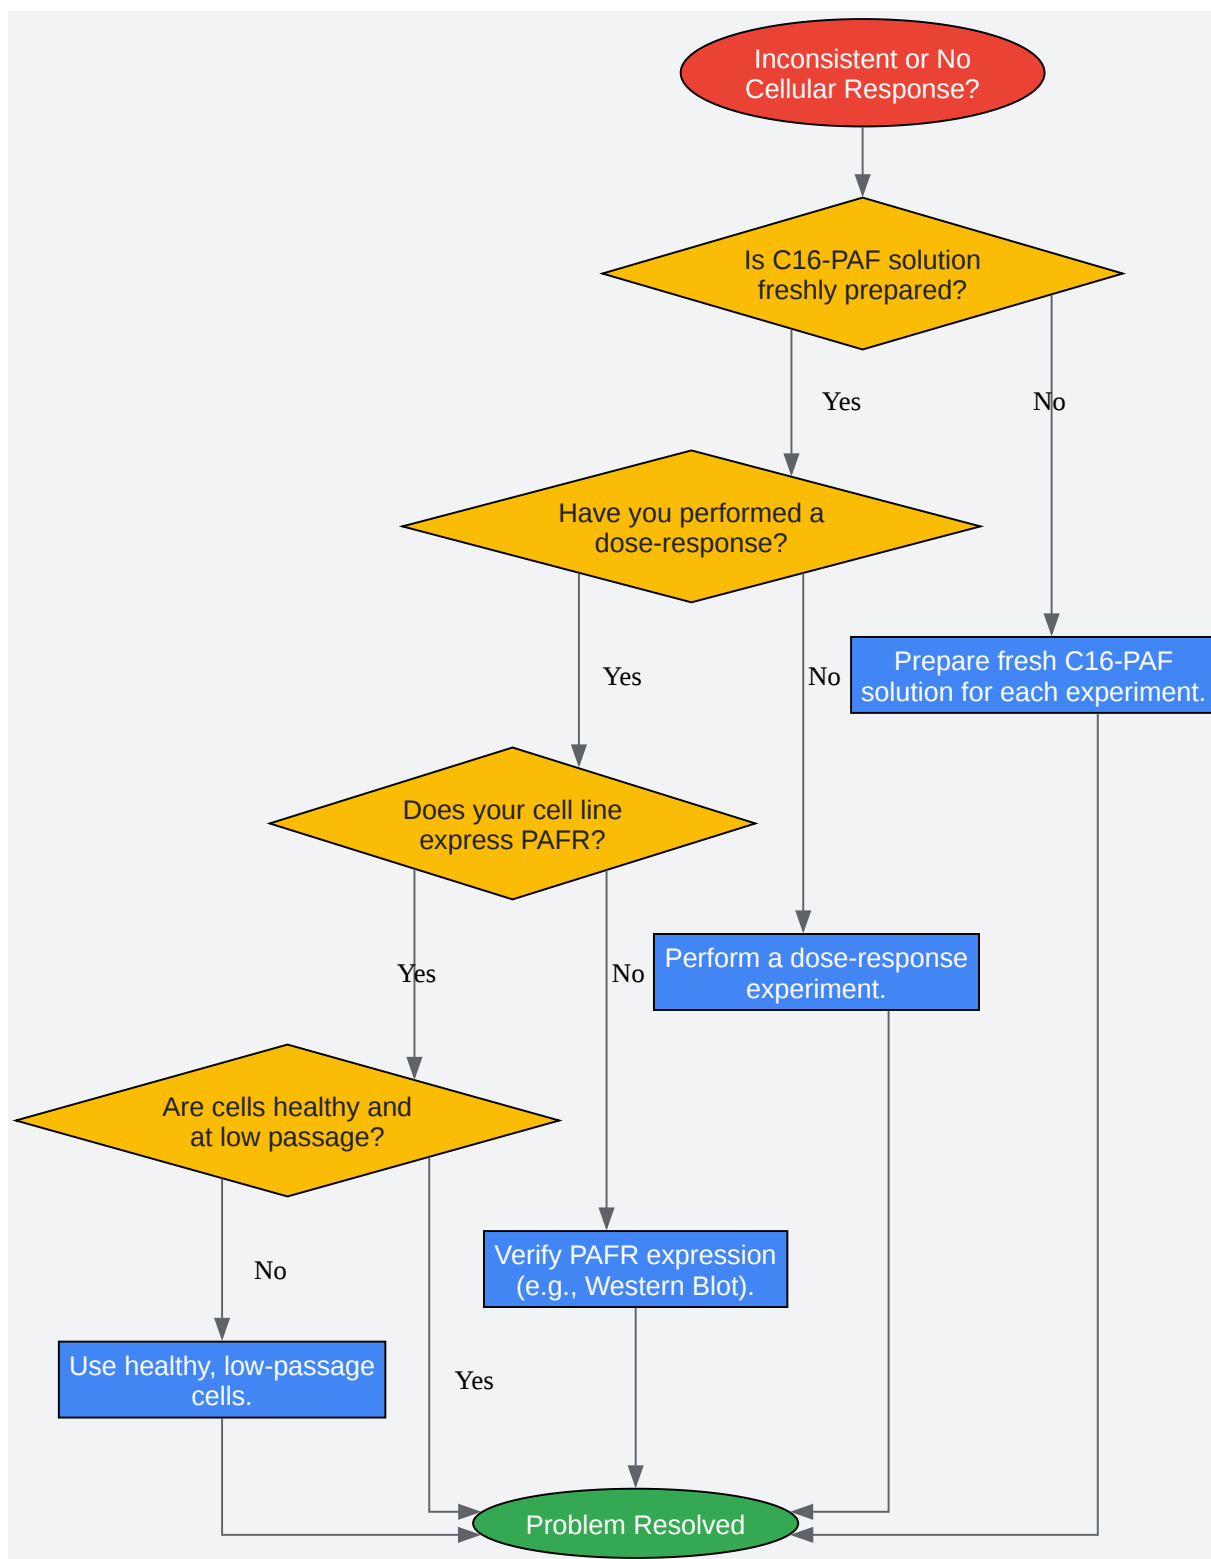 Inconsistent or No
Cellular Response?
Is C16-PAF solution
freshly prepared?
Yes
No
Have you performed a
dose-response?
Yes
No
Prepare fresh C16-PAF
solution for each experiment.
Does your cell line
express PAFR?
Yes
No
Perform a dose-response
experiment.
Are cells healthy and
at low passage?
No
Verify PAFR expression
(e.g., Western Blot).
Use healthy, low-passage
cells.
Yes
Problem Resolved